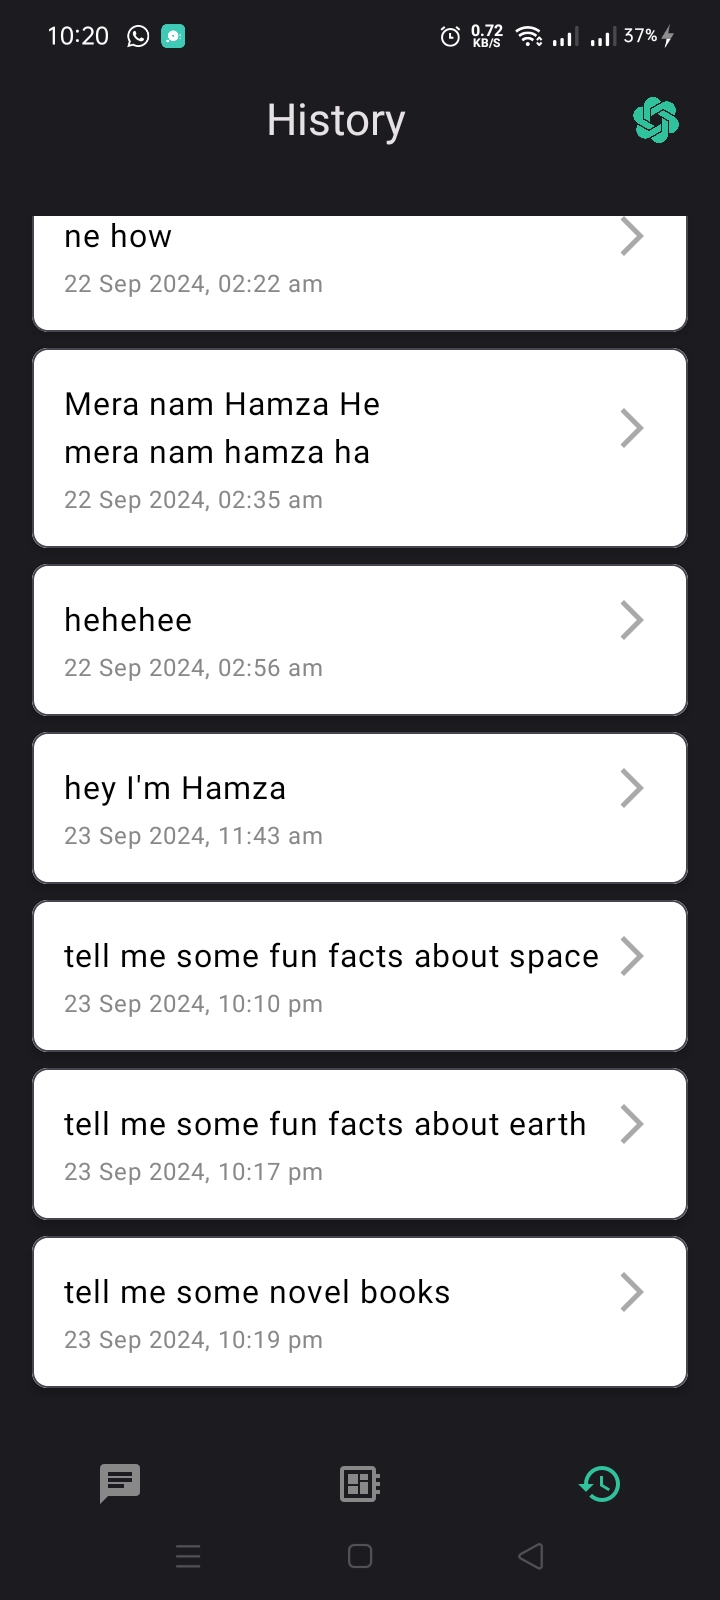 10:20
0.72
KB/S
37%
History
ne how
22 Sep 2024, 02:22 am
Mera nam Hamza He
mera nam hamza ha
22 Sep 2024, 02:35 am
hehehee
22 Sep 2024, 02:56 am
hey I'm Hamza
23 Sep 2024, 11:43 am
tell me some fun facts about space
23 Sep 2024, 10:10 pm
tell me some fun facts about earth
23 Sep 2024, 10:17 pm
tell me some novel books
23 Sep 2024, 10:19 pm